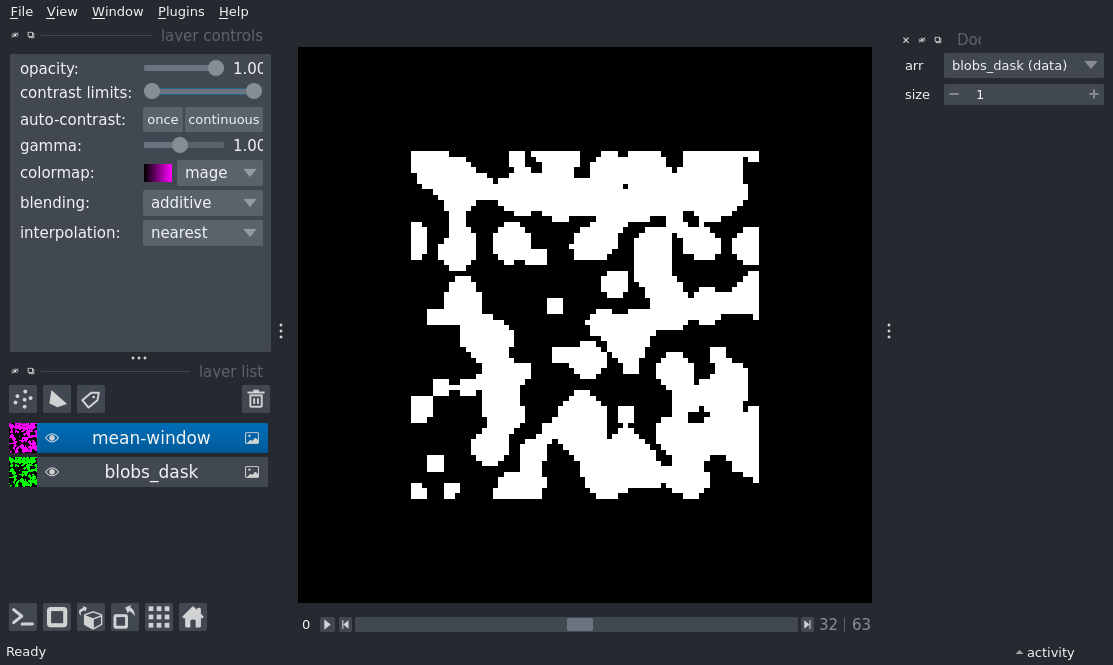 File View Window Plugins Help
layer controls
opacity: 1.00
contrast limits:
auto-contrast: once continuous
gamma: 1.00
colormap: mage
blending: additive
interpolation: nearest
layer list
mean-window
blobs_dask
0 32 | 63
Ready
arr blobs_dask (data)
size − 1 +
activity